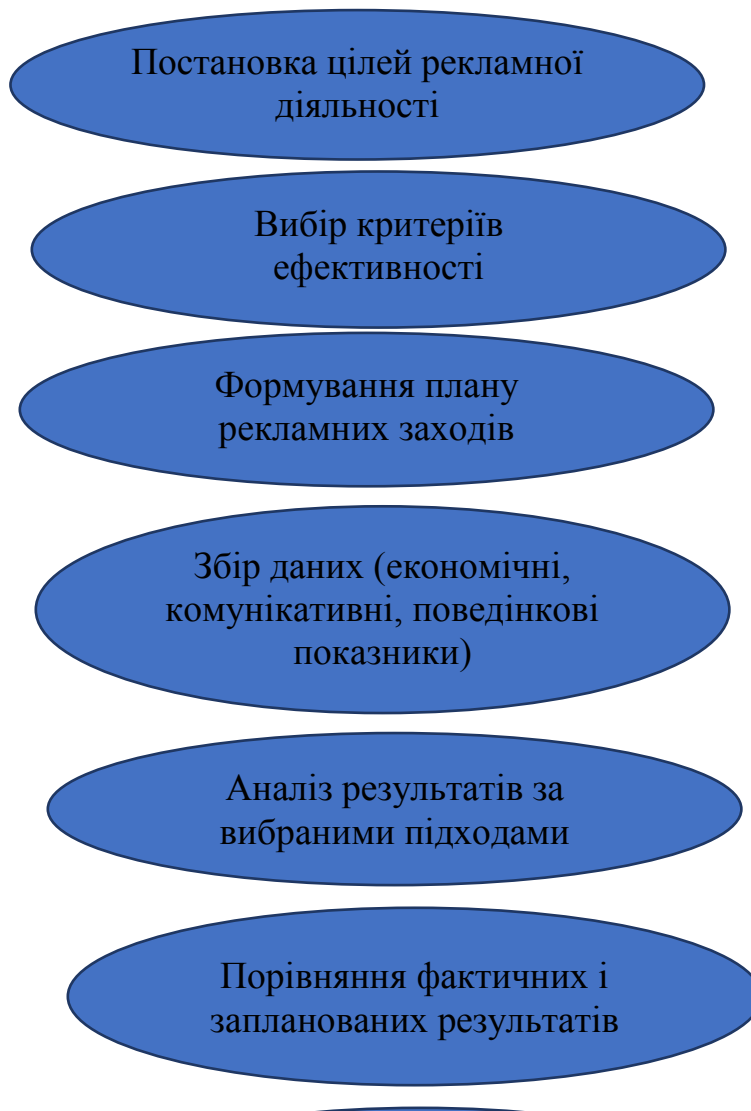 Постановка цілей рекламної
діяльності
Вибір критеріїв
ефективності
Формування плану
рекламних заходів
Збір даних (економічні,
комунікативні, поведінкові
показники)
Аналіз результатів за
вибраними підходами
Порівняння фактичних і
запланованих результатів